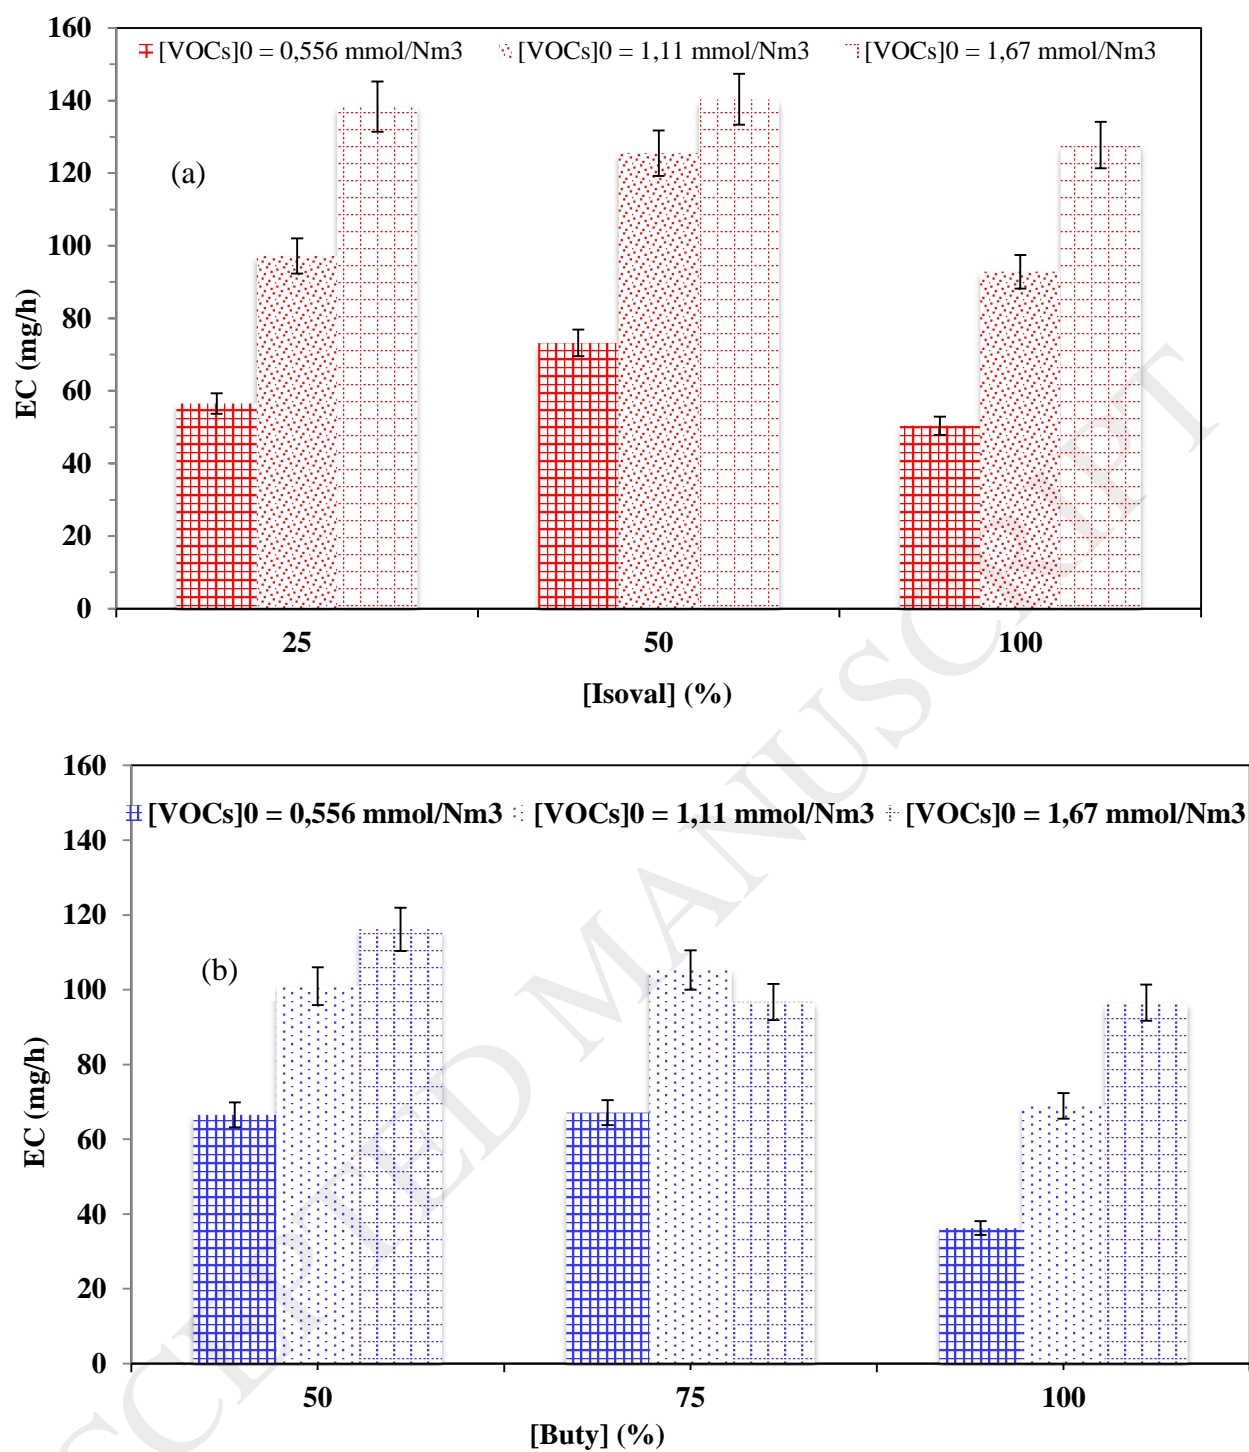 160
[VOCs]0 = 0,556 mmol/Nm3 [VOCs]0 = 1,11 mmol/Nm3 [VOCs]0 = 1,67 mmol/Nm3
140
120
(a)
100
80
60
40
20
0
EC (mg/h)
25 50 100
[Isoval] (%)
160
[VOCs]0 = 0,556 mmol/Nm3 [VOCs]0 = 1,11 mmol/Nm3 [VOCs]0 = 1,67 mmol/Nm3
140
120
(b)
100
80
60
40
20
0
EC (mg/h)
50 75 100
[Buty] (%)
CCEPTED MANUSCRIPT